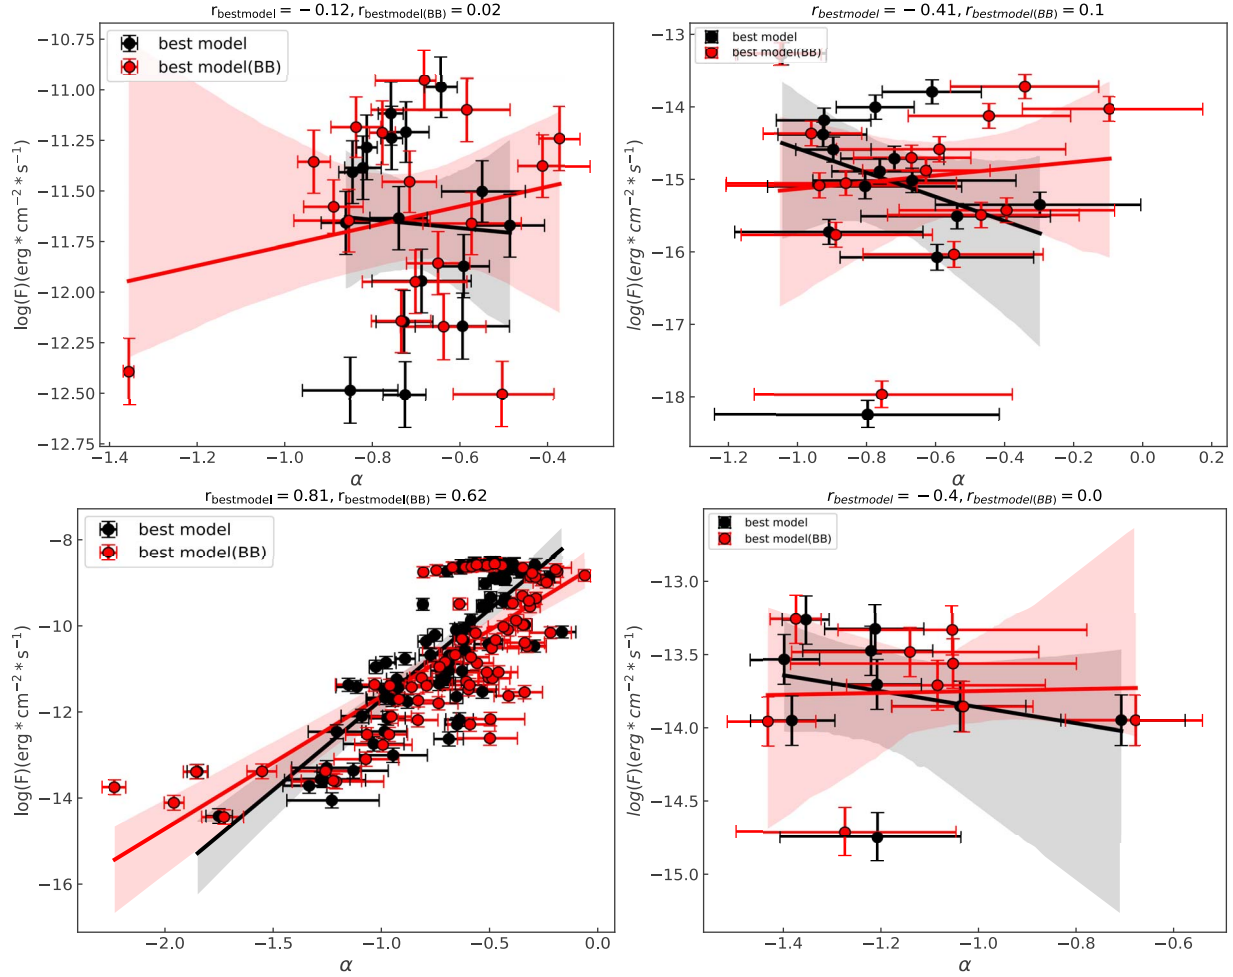 r_bestmodel = −0.12, r_bestmodel(BB) = 0.02
best model
best model(BB)
log(F)(erg * cm⁻² * s⁻¹)
−10.75
−11.00
−11.25
−11.50
−11.75
−12.00
−12.25
−12.50
−12.75
−1.4 −1.2 −1.0 −0.8 −0.6 −0.4
α
r_bestmodel = −0.41, r_bestmodel(BB) = 0.1
best model
best model(BB)
log(F)(erg * cm⁻² * s⁻¹)
−13
−14
−15
−16
−17
−18
−1.2 −1.0 −0.8 −0.6 −0.4 −0.2 0.0 0.2
α
r_bestmodel = 0.81, r_bestmodel(BB) = 0.62
best model
best model(BB)
log(F)(erg * cm⁻² * s⁻¹)
−8
−10
−12
−14
−16
−2.0 −1.5 −1.0 −0.5 0.0
α
r_bestmodel = −0.4, r_bestmodel(BB) = 0.0
best model
best model(BB)
log(F)(erg * cm⁻² * s⁻¹)
−13.0
−13.5
−14.0
−14.5
−15.0
−1.4 −1.2 −1.0 −0.8 −0.6
α